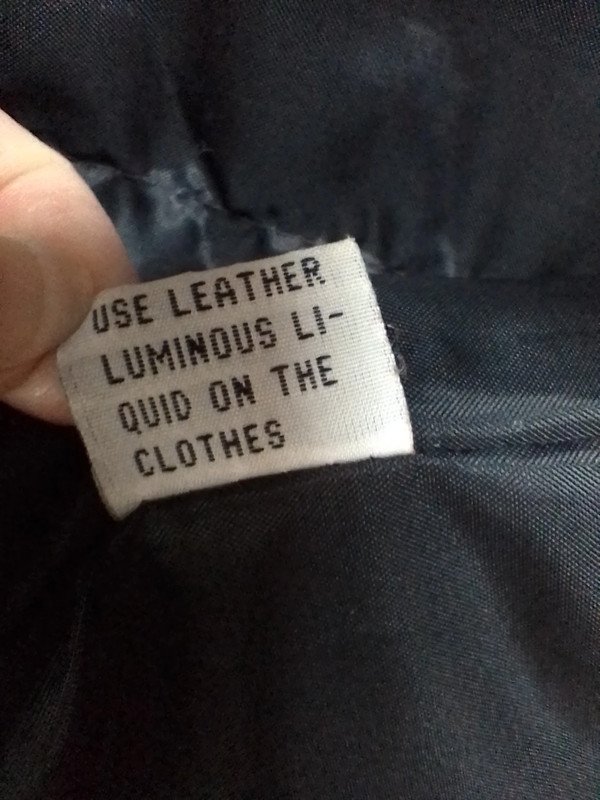 USE LEATHER
LUMINOUS LI-
QUID ON THE
CLOTHES